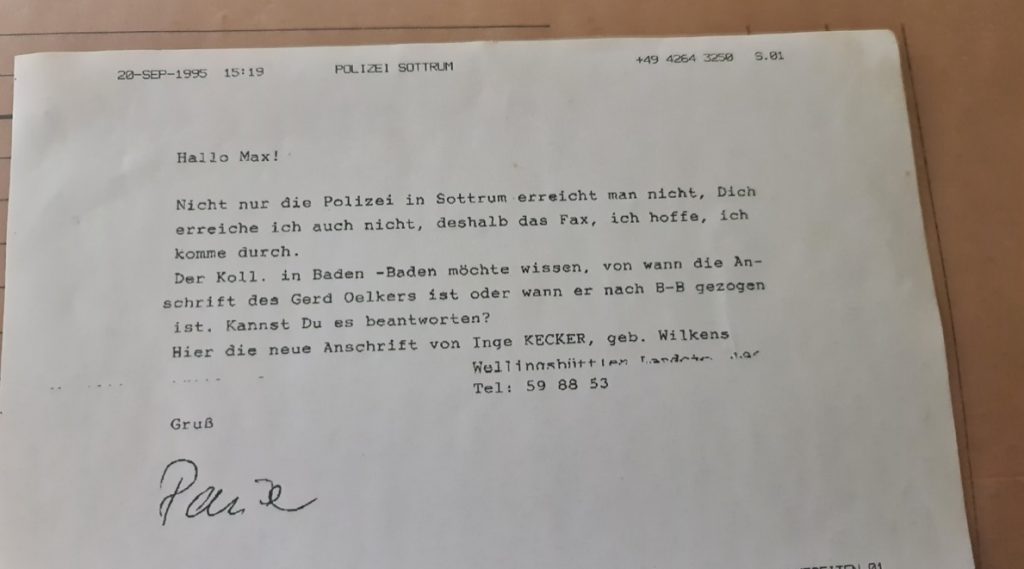 20-SEP-1995 15:19 POLIZEI SOTTRUM +49 4264 3250 S.01
Hallo Max!
Nicht nur die Polizei in Sottrum erreicht man nicht, Dich
erreiche ich auch nicht, deshalb das Fax, ich hoffe, ich
komme durch.
Der Koll. in Baden -Baden möchte wissen, von wann die An-
schrift des Gerd Oelkers ist oder wann er nach B-B gezogen
ist. Kannst Du es beantworten?
Hier die neue Anschrift von Inge KECKER, geb. Wilkens
Tel: 59 88 53
Gruß